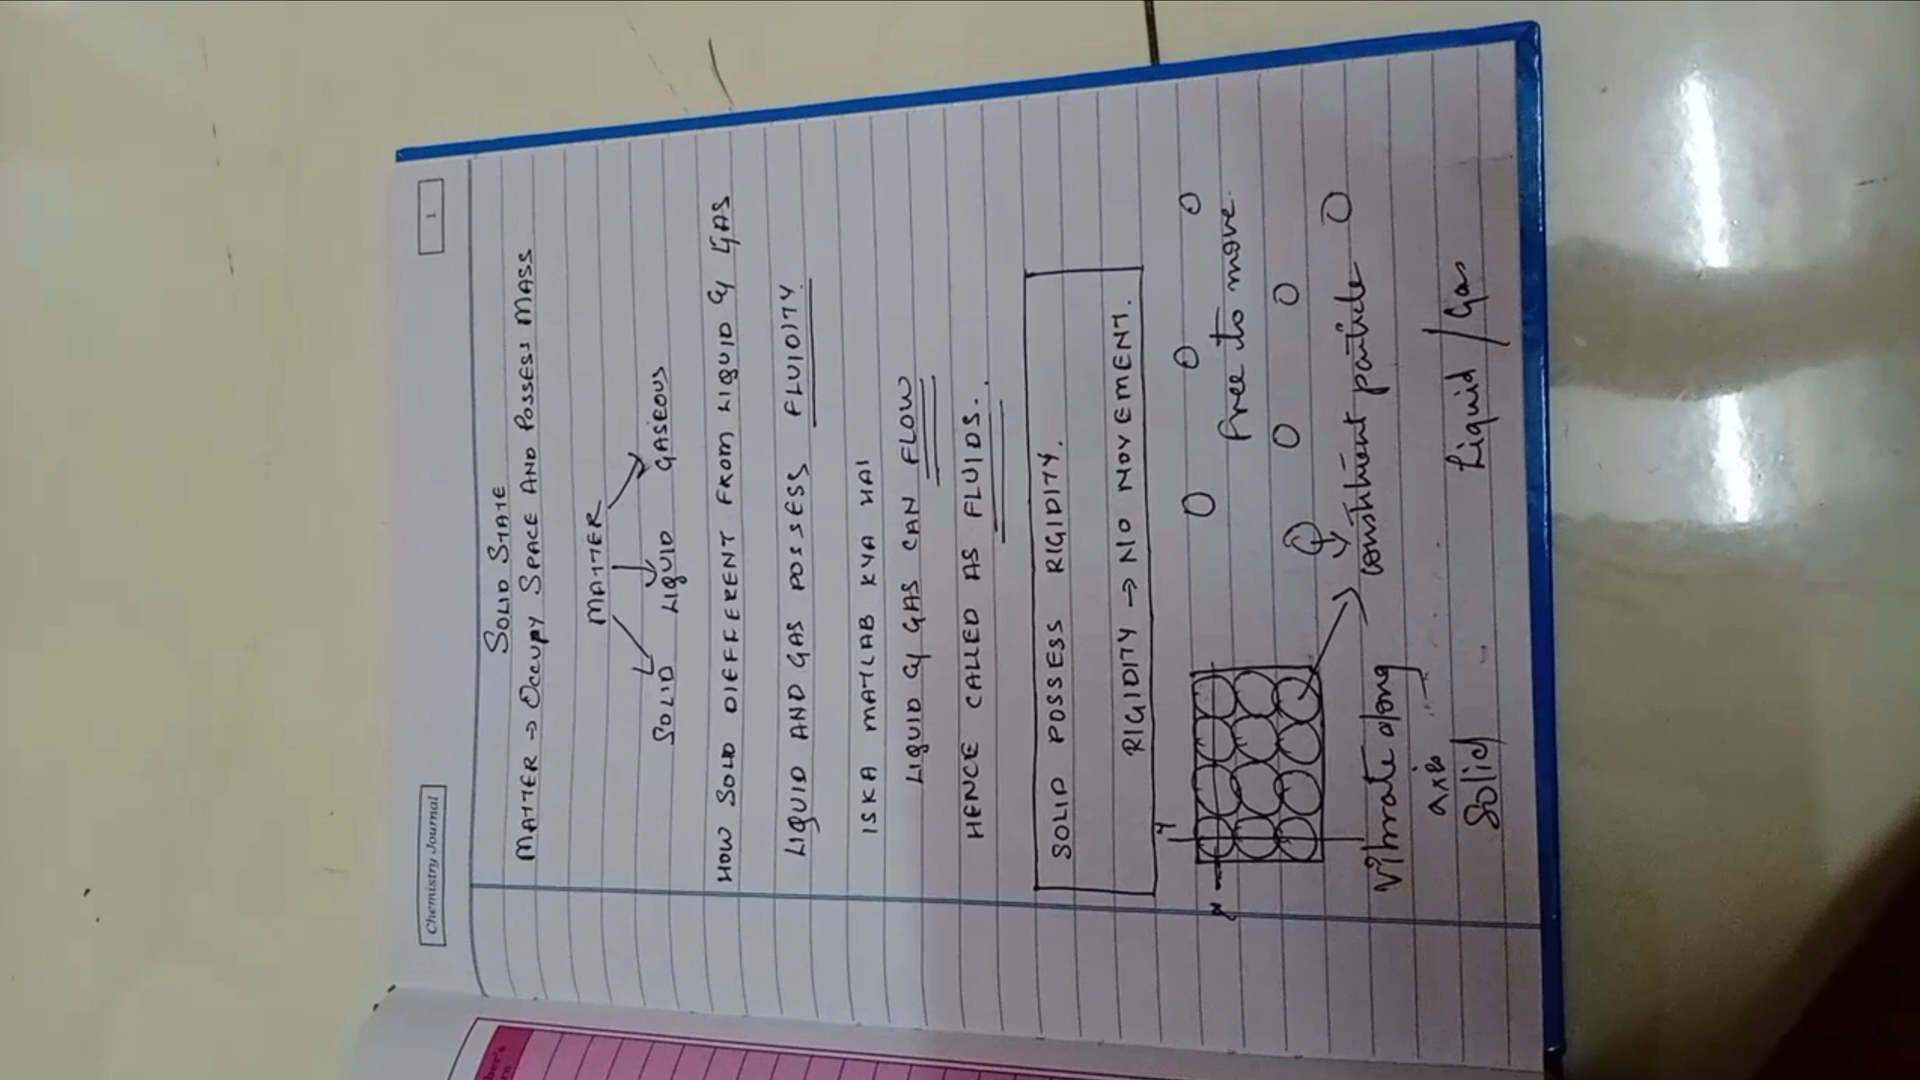 Chemistry Journal
1
SOLID STATE
MATTER → OCCUPY SPACE AND POSSESS MASS
MATTER
SOLID LIQUID GASEOUS
HOW SOLID DIFFERENT FROM LIQUID & GAS
LIQUID AND GAS POSSESS FLUIDITY.
ISKA MATLAB KYA HAI
LIQUID & GAS CAN FLOW
HENCE CALLED AS FLUIDS.
SOLID POSSESS RIGIDITY.
RIGIDITY → NO MOVEMENT.
y
x
free to move.
constituent particle
vibrate along
axis
Solid
Liquid / Gas